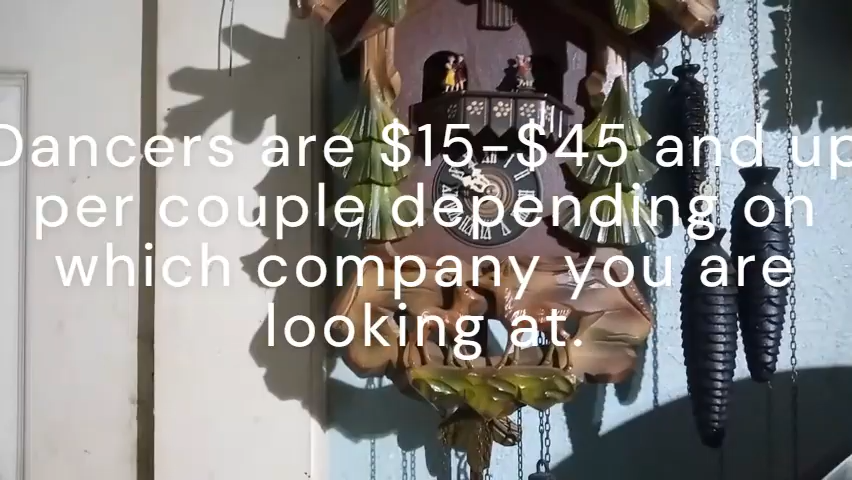 Dancers are $15-$45 and up
per couple depending on
which company you are
looking at.